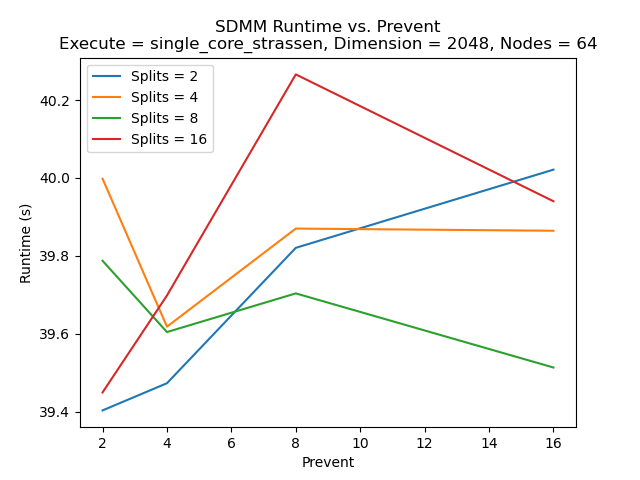 SDMM Runtime vs. Prevent
Execute = single_core_strassen, Dimension = 2048, Nodes = 64
Splits = 2
Splits = 4
Splits = 8
Splits = 16
40.2
40.0
39.8
39.6
39.4
Runtime (s)
2 4 6 8 10 12 14 16
Prevent